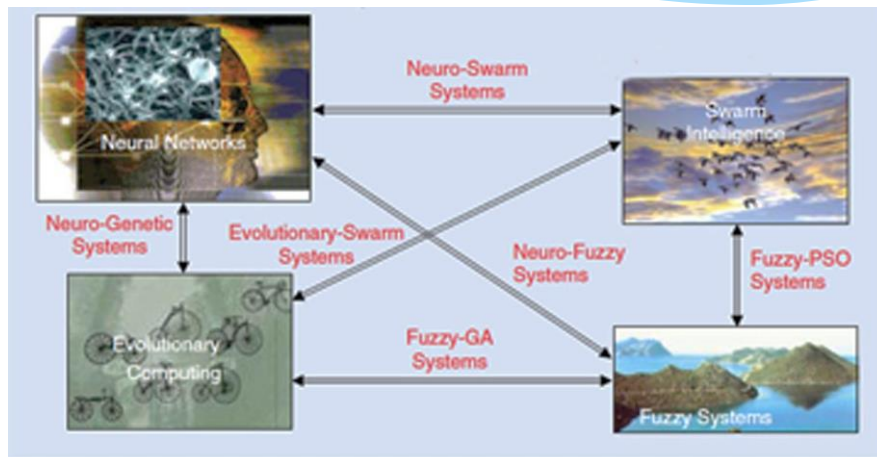 Neuro-Swarm
Systems
Swarm
Intelligence
Neural Networks
Neuro-Genetic
Systems
Evolutionary-Swarm
Systems
Neuro-Fuzzy
Systems
Fuzzy-PSO
Systems
Evolutionary
Computing
Fuzzy-GA
Systems
Fuzzy Systems